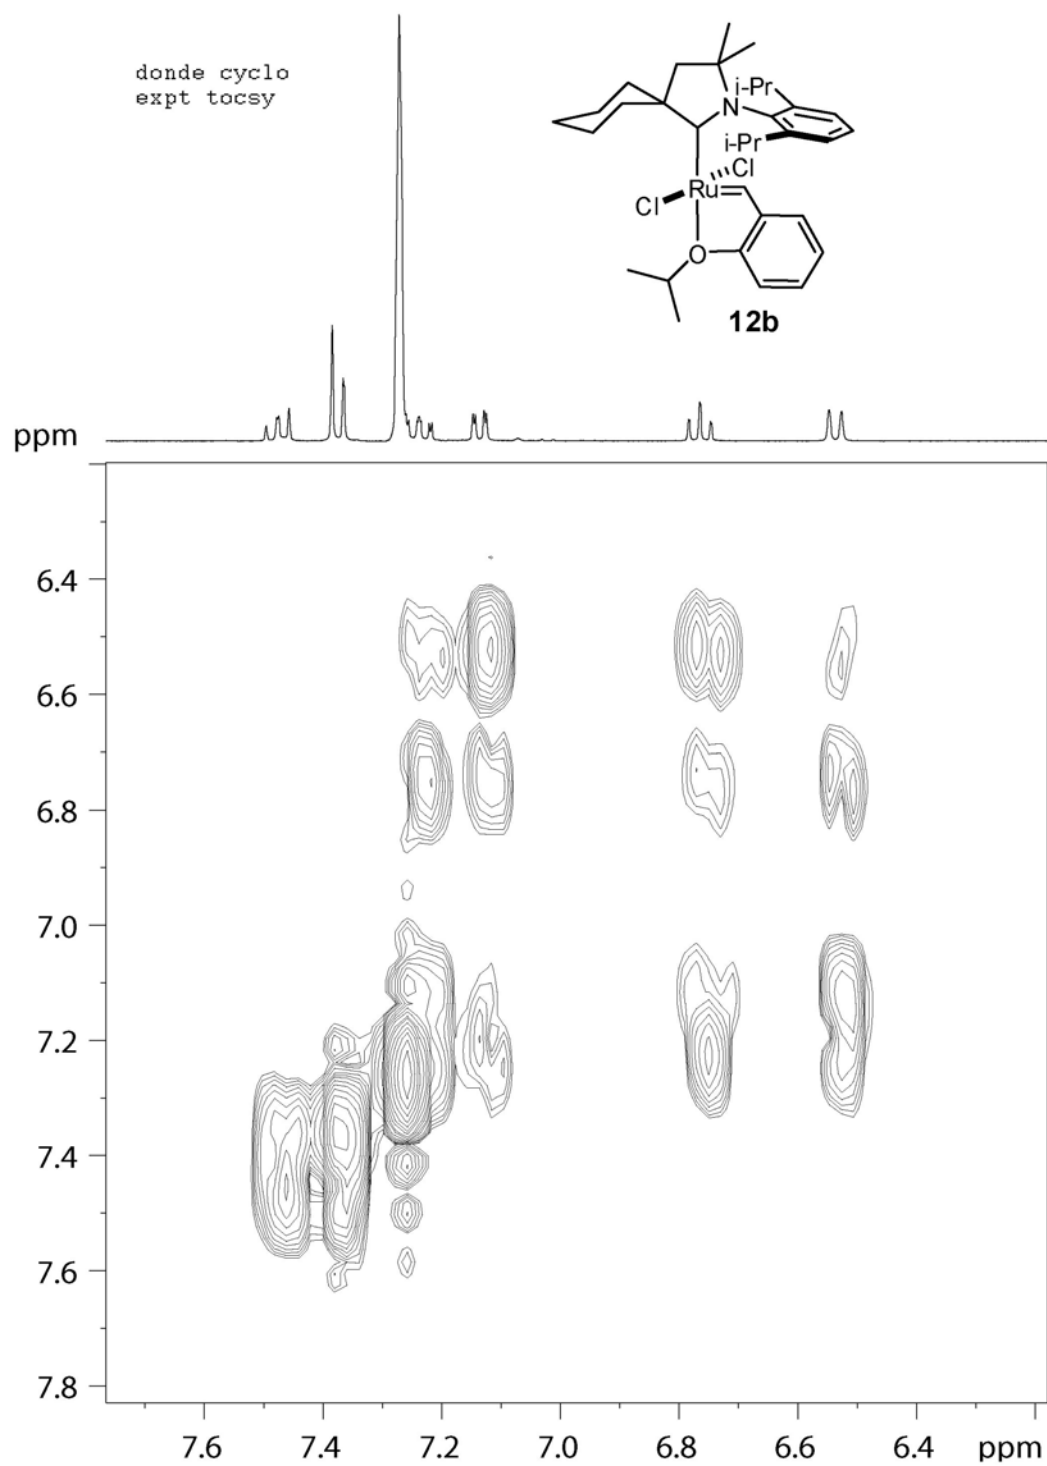 donde cyclo
expt tocsy
i-Pr
N
i-Pr
Cl
Ru
Cl
O
12b
ppm
6.4
6.6
6.8
7.0
7.2
7.4
7.6
7.8
7.6 7.4 7.2 7.0 6.8 6.6 6.4 ppm